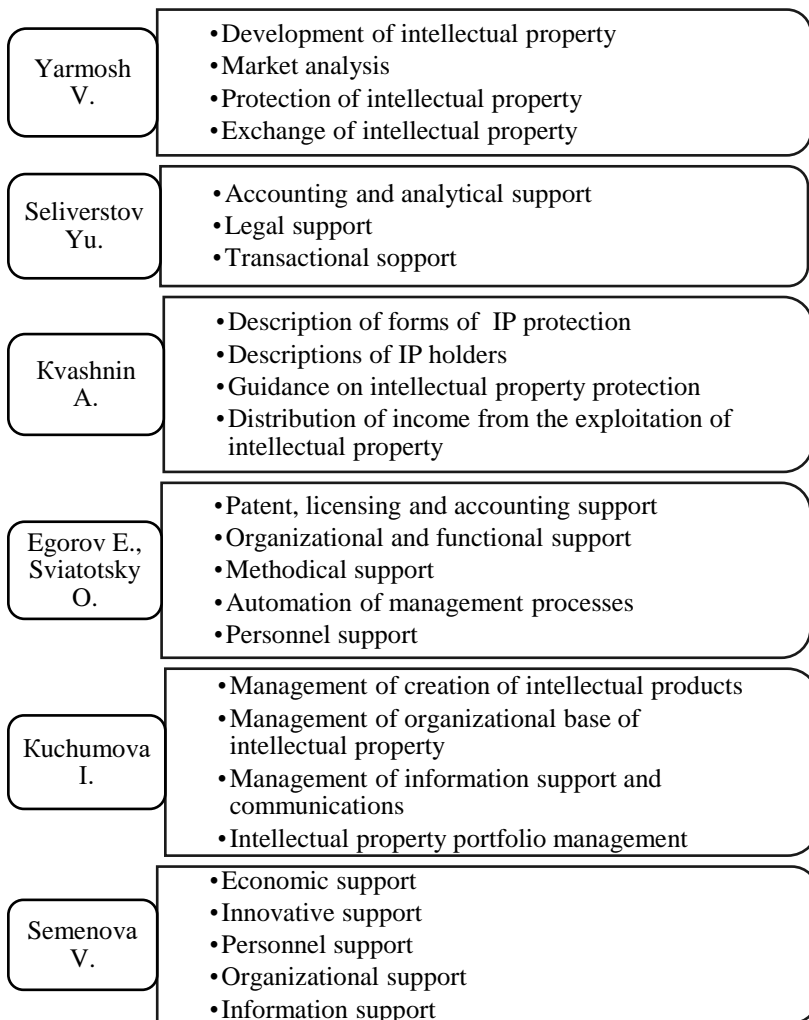 Yarmosh
V.
•Development of intellectual property
•Market analysis
•Protection of intellectual property
•Exchange of intellectual property
Seliverstov
Yu.
•Accounting and analytical support
•Legal support
•Transactional sopport
Kvashnin
A.
•Description of forms of IP protection
•Descriptions of IP holders
•Guidance on intellectual property protection
•Distribution of income from the exploitation of
intellectual property
Egorov E.,
Sviatotsky
O.
•Patent, licensing and accounting support
•Organizational and functional support
•Methodical support
•Automation of management processes
•Personnel support
Kuchumova
I.
•Management of creation of intellectual products
•Management of organizational base of
intellectual property
•Management of information support and
communications
•Intellectual property portfolio management
Semenova
V.
•Economic support
•Innovative support
•Personnel support
•Organizational support
•Information support